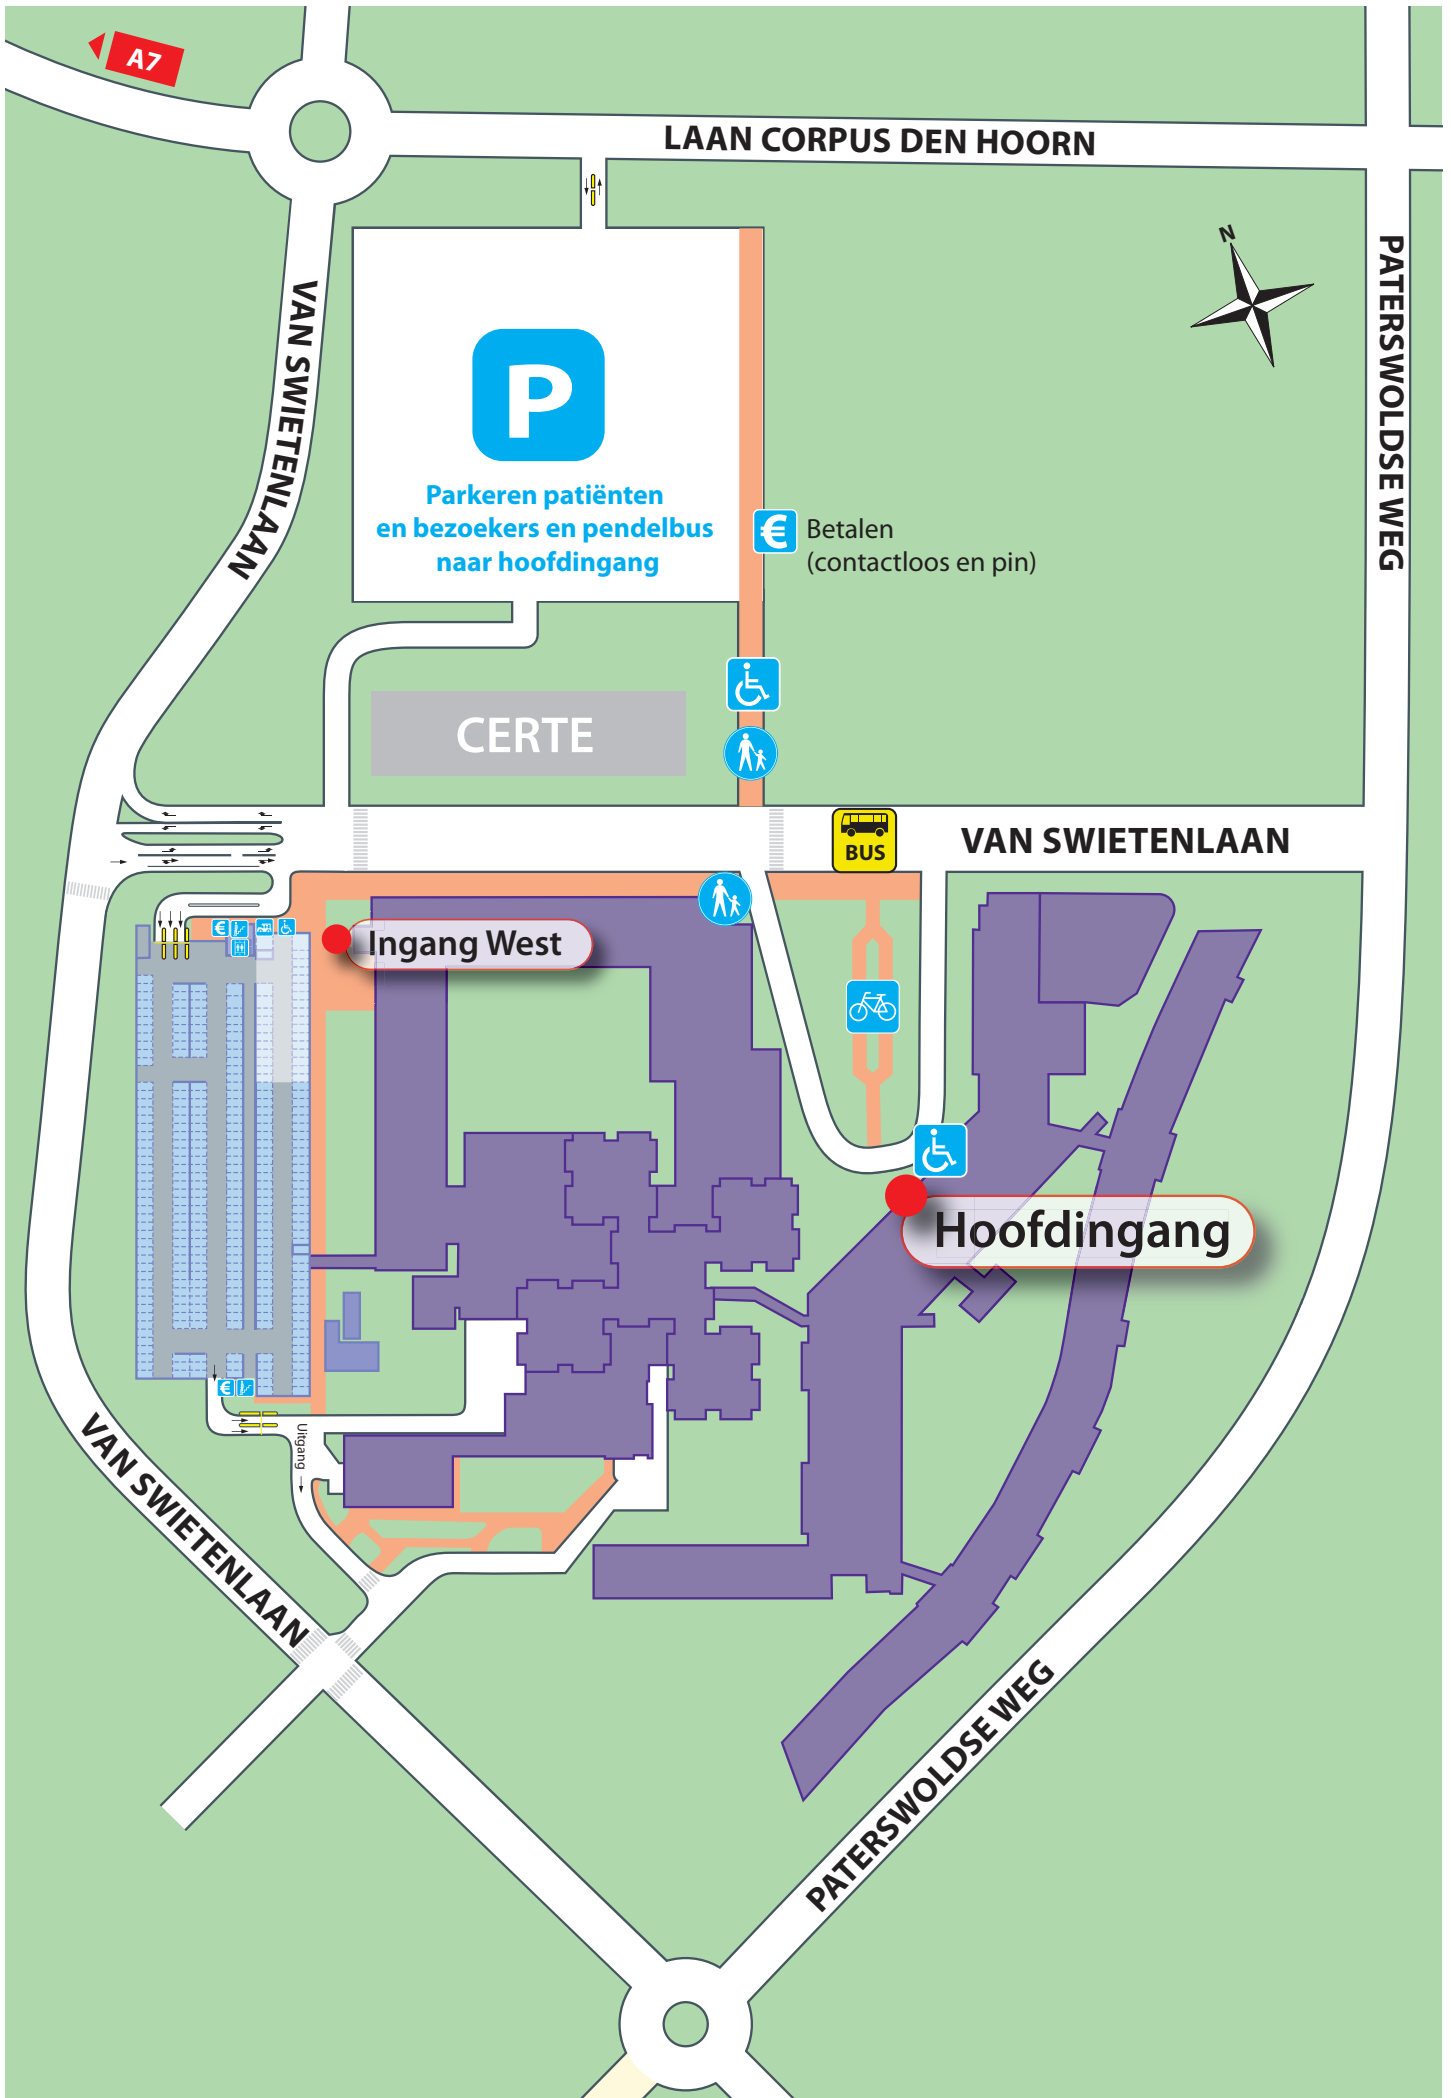 A7
LAAN CORPUS DEN HOORN
N
VAN SWIETENLAAN
PATERSWOLDSE WEG
P
Parkeren patiënten
en bezoekers en pendelbus
naar hoofdingang
€
Betalen
(contactloos en pin)
CERTE
BUS
VAN SWIETENLAAN
€
Ingang West
Hoofdingang
€
Uitgang
VAN SWIETENLAAN
PATERSWOLDSE WEG